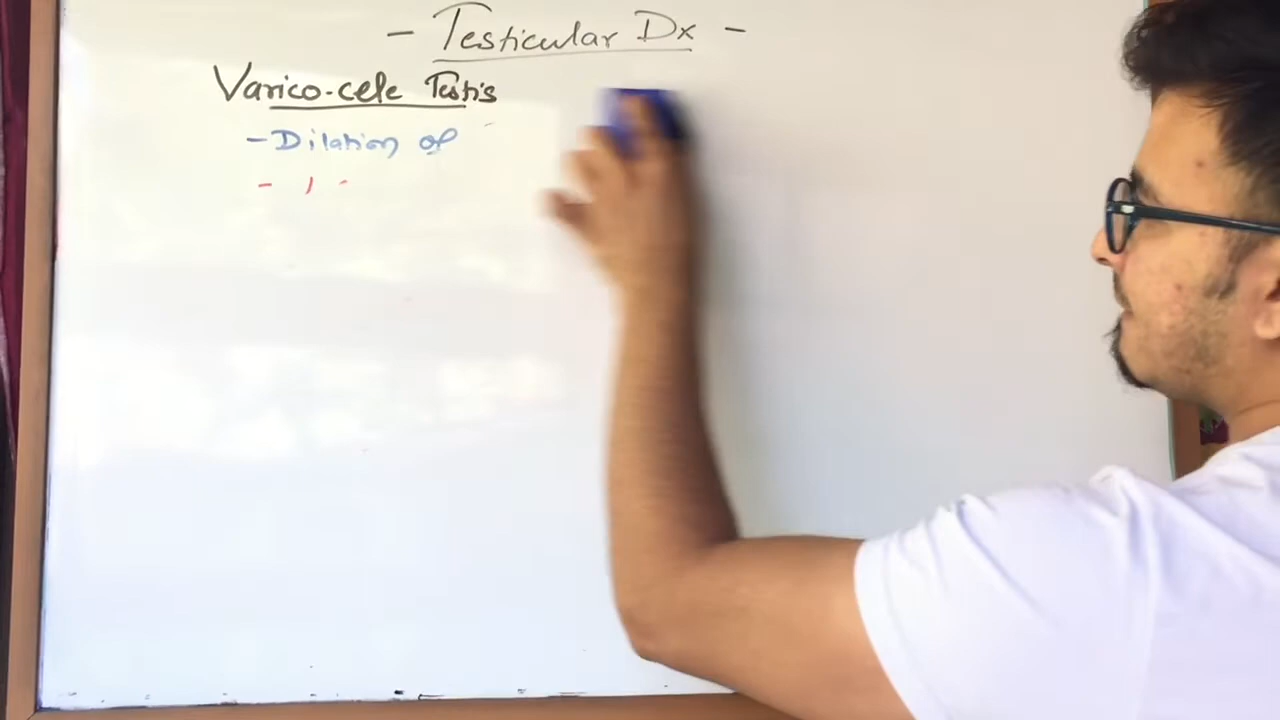 - Testicular Dx -
Varico-cele Testis
- Dilation of
-